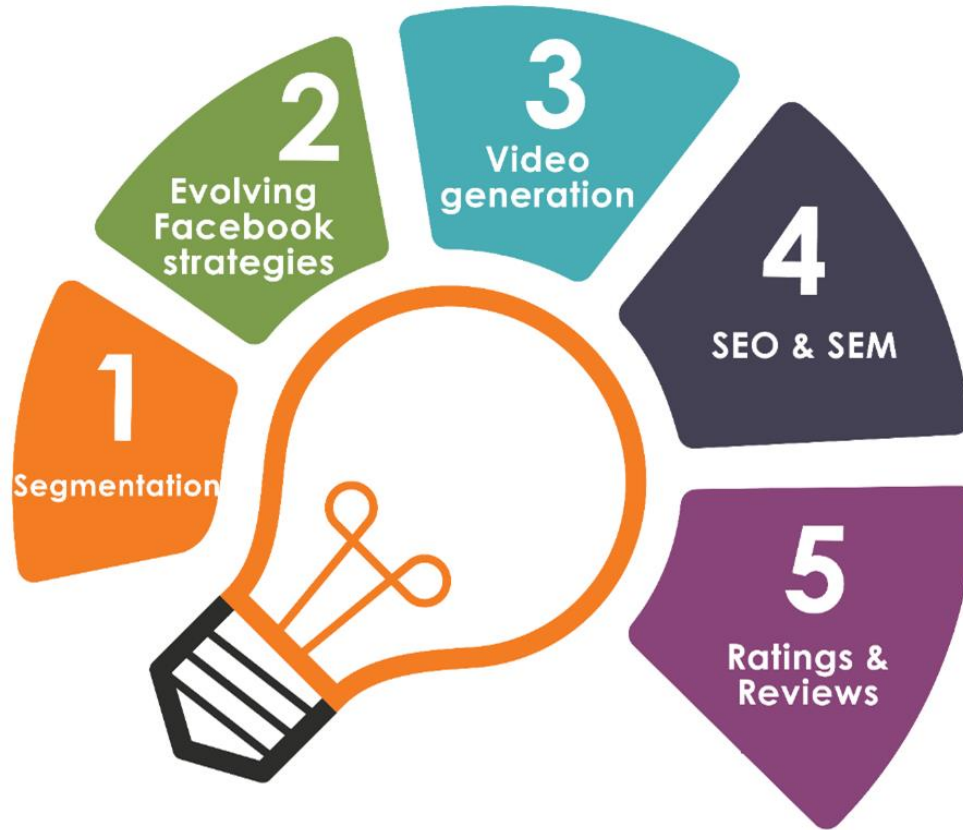 1
Segmentation
2
Evolving
Facebook
strategies
3
Video
generation
4
SEO & SEM
5
Ratings &
Reviews